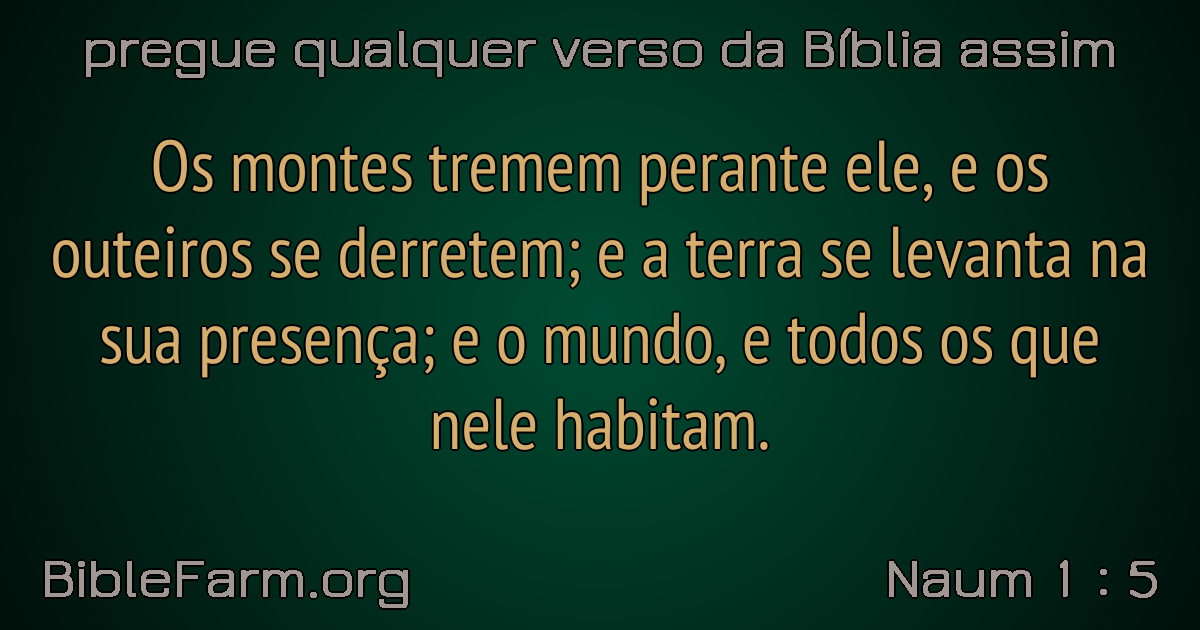 pregue qualquer verso da Bíblia assim
Os montes tremem perante ele, e os
outeiros se derretem; e a terra se levanta na
sua presença; e o mundo, e todos os que
nele habitam.
BibleFarm.org
Naum 1 : 5